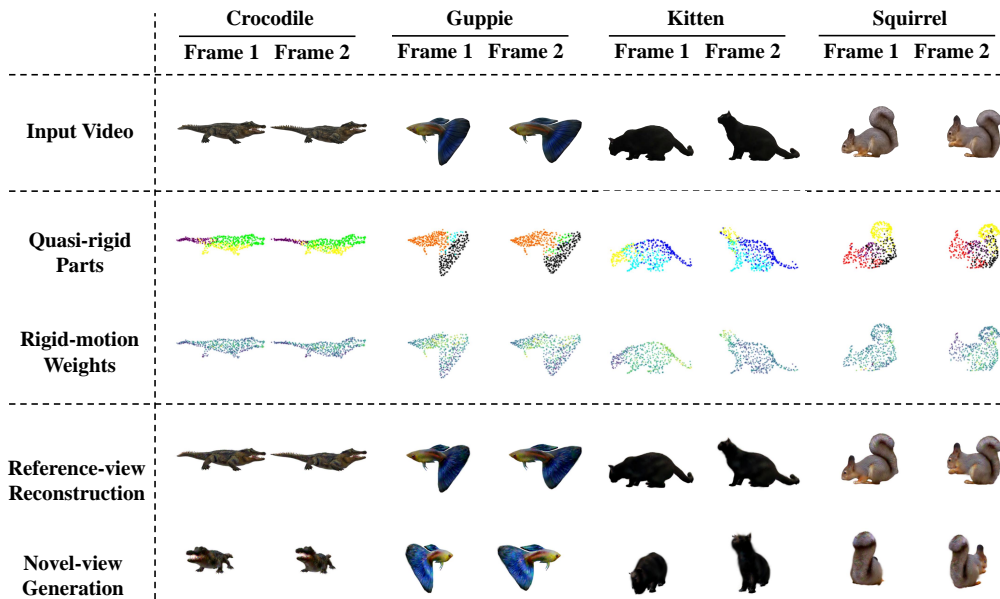 Crocodile Guppie Kitten Squirrel
Frame 1 Frame 2 Frame 1 Frame 2 Frame 1 Frame 2 Frame 1 Frame 2
Input Video
Quasi-rigid
Parts
Rigid-motion
Weights
Reference-view
Reconstruction
Novel-view
Generation